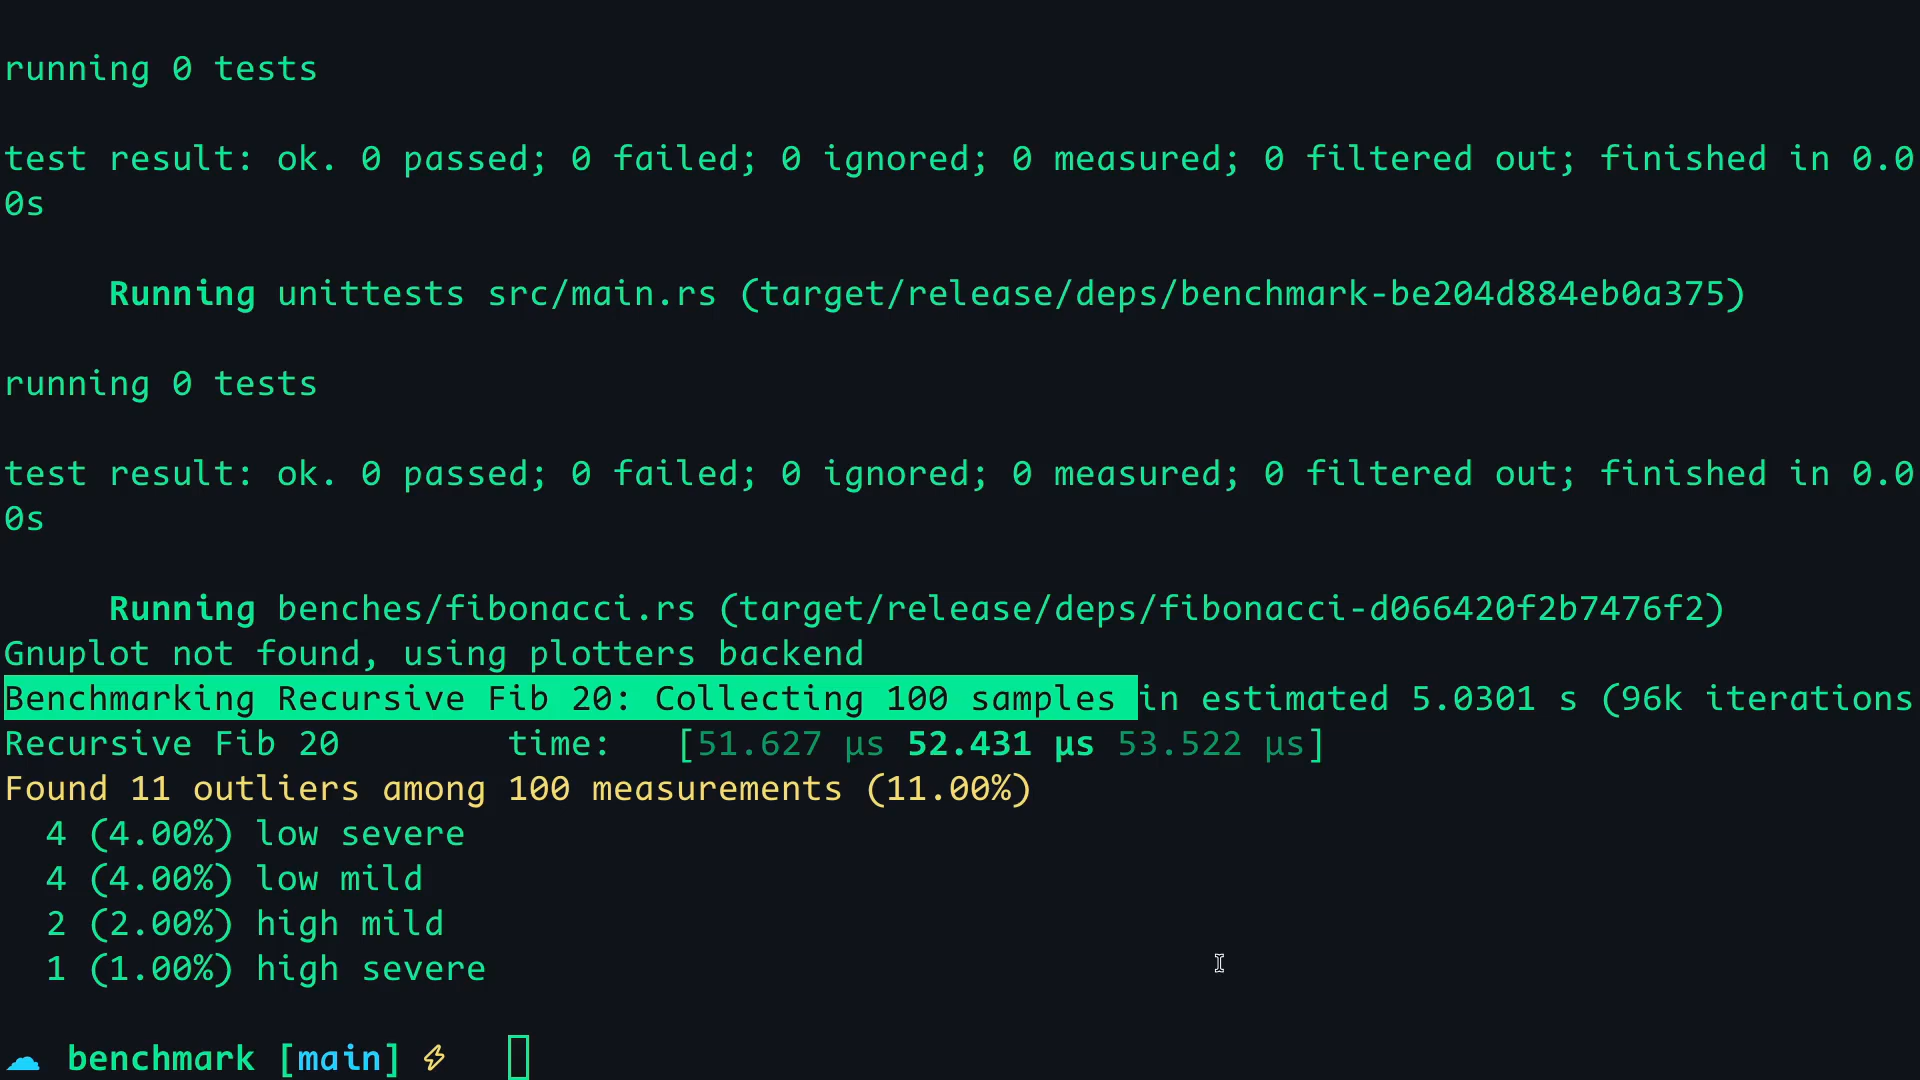 running 0 tests
test result: ok. 0 passed; 0 failed; 0 ignored; 0 measured; 0 filtered out; finished in 0.0
0s
Running unittests src/main.rs (target/release/deps/benchmark-be204d884eb0a375)
running 0 tests
test result: ok. 0 passed; 0 failed; 0 ignored; 0 measured; 0 filtered out; finished in 0.0
0s
Running benches/fibonacci.rs (target/release/deps/fibonacci-d066420f2b7476f2)
Gnuplot not found, using plotters backend
Benchmarking Recursive Fib 20: Collecting 100 samples in estimated 5.0301 s (96k iterations
Recursive Fib 20 time: [51.627 µs 52.431 µs 53.522 µs]
Found 11 outliers among 100 measurements (11.00%)
4 (4.00%) low severe
4 (4.00%) low mild
2 (2.00%) high mild
1 (1.00%) high severe
☁ benchmark [main] ⚡